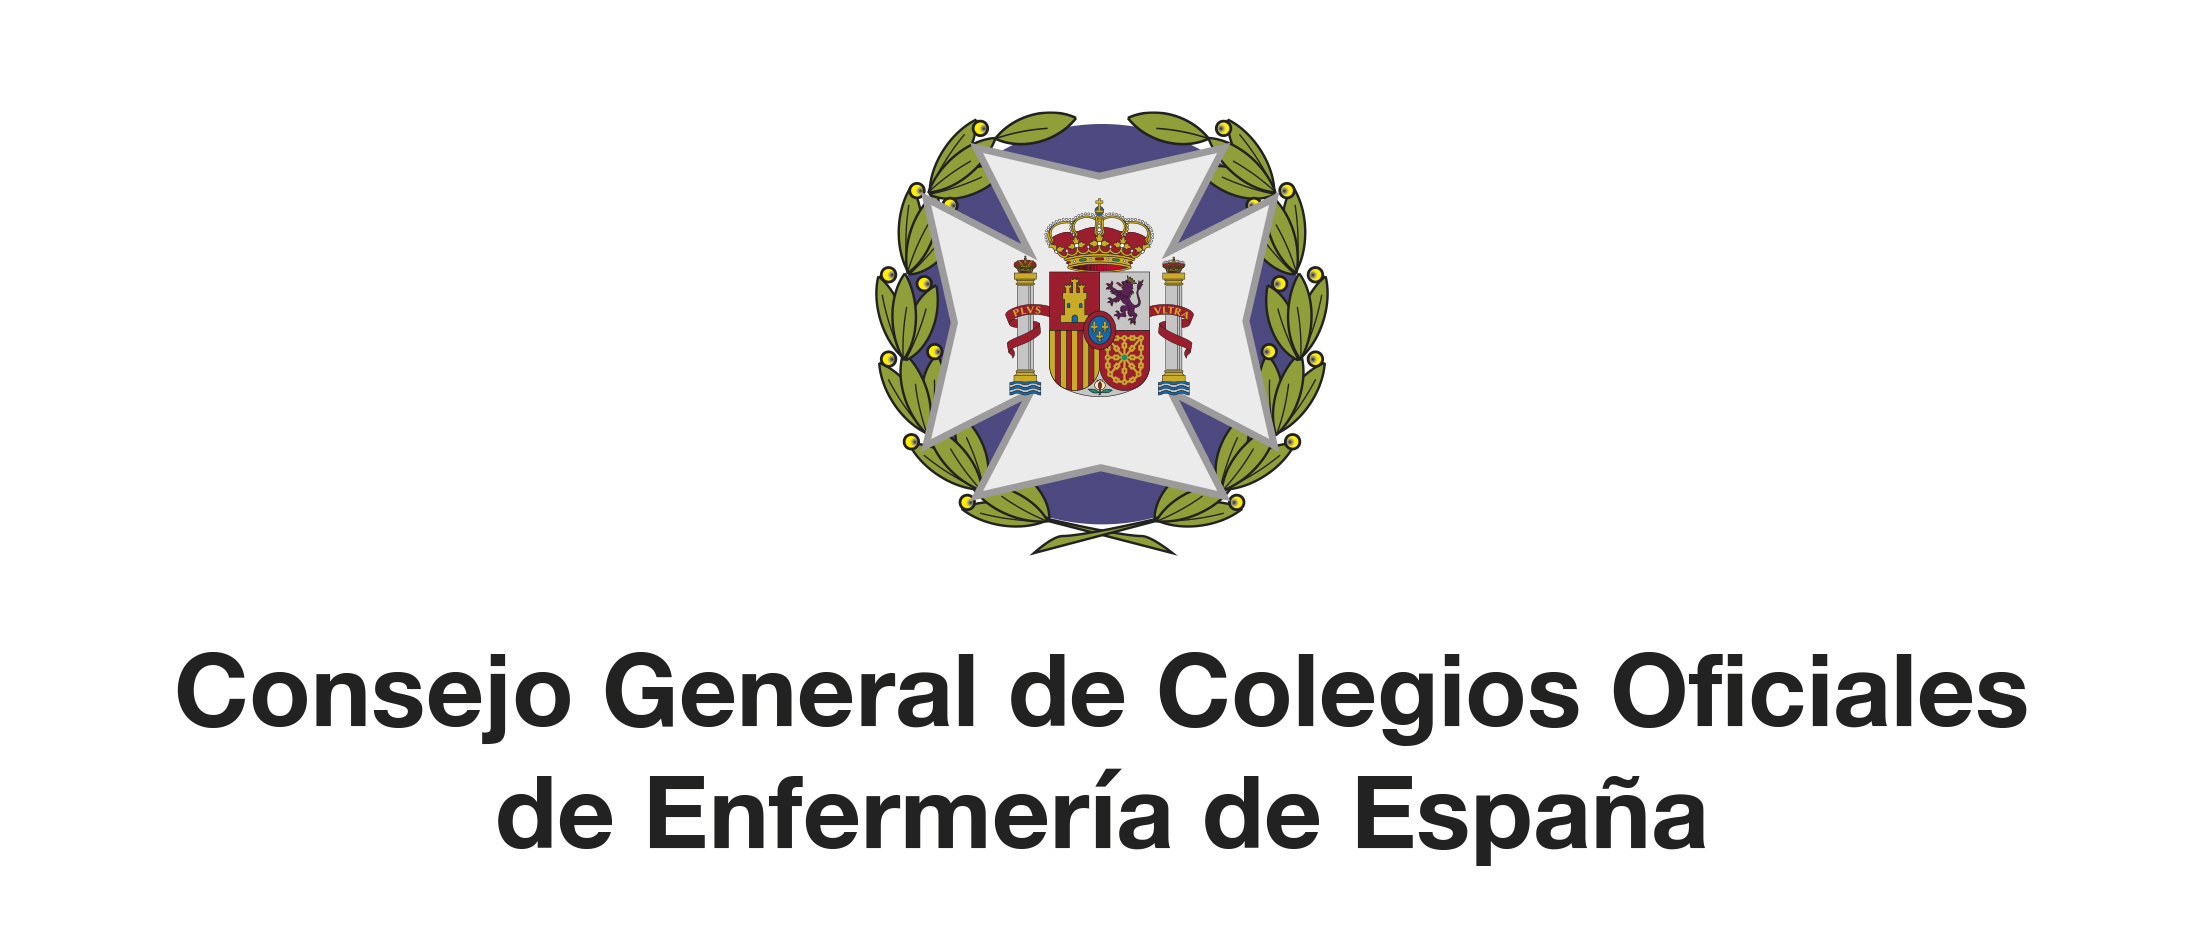 PLVS VLTRA
Consejo General de Colegios Oficiales
de Enfermería de España